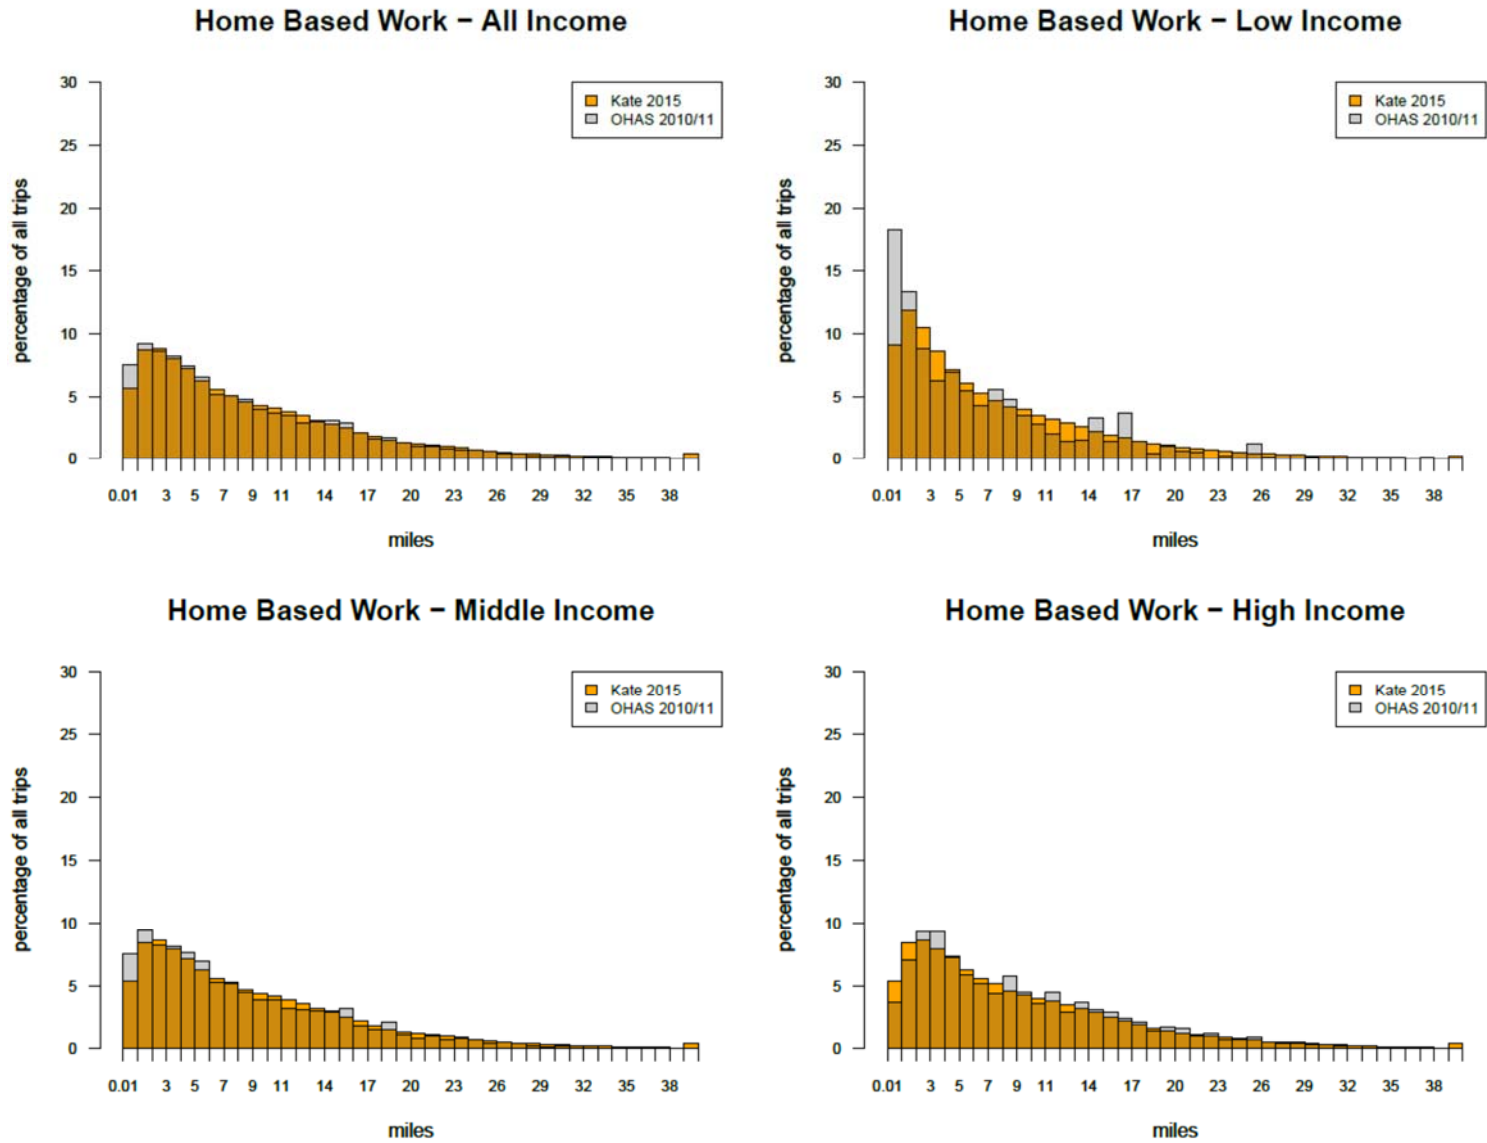 Home Based Work − All Income
30
25
20
15
10
5
0
percentage of all trips
Kate 2015
OHAS 2010/11
0.01 3 5 7 9 11 14 17 20 23 26 29 32 35 38
miles
Home Based Work − Low Income
30
25
20
15
10
5
0
percentage of all trips
Kate 2015
OHAS 2010/11
0.01 3 5 7 9 11 14 17 20 23 26 29 32 35 38
miles
Home Based Work − Middle Income
30
25
20
15
10
5
0
percentage of all trips
Kate 2015
OHAS 2010/11
0.01 3 5 7 9 11 14 17 20 23 26 29 32 35 38
miles
Home Based Work − High Income
30
25
20
15
10
5
0
percentage of all trips
Kate 2015
OHAS 2010/11
0.01 3 5 7 9 11 14 17 20 23 26 29 32 35 38
miles